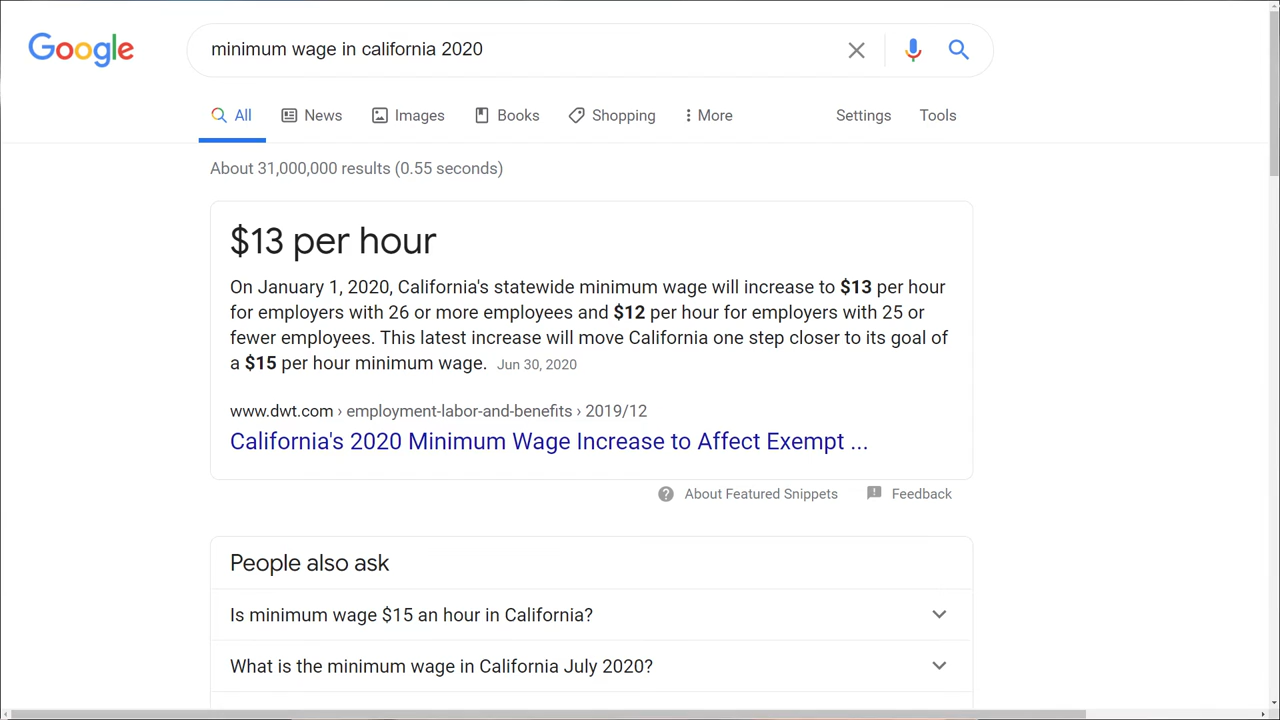 Google
minimum wage in california 2020
All News Images Books Shopping More Settings Tools
About 31,000,000 results (0.55 seconds)
$13 per hour
On January 1, 2020, California's statewide minimum wage will increase to $13 per hour
for employers with 26 or more employees and $12 per hour for employers with 25 or
fewer employees. This latest increase will move California one step closer to its goal of
a $15 per hour minimum wage. Jun 30, 2020
www.dwt.com › employment-labor-and-benefits › 2019/12
California's 2020 Minimum Wage Increase to Affect Exempt ...
About Featured Snippets Feedback
People also ask
Is minimum wage $15 an hour in California?
What is the minimum wage in California July 2020?